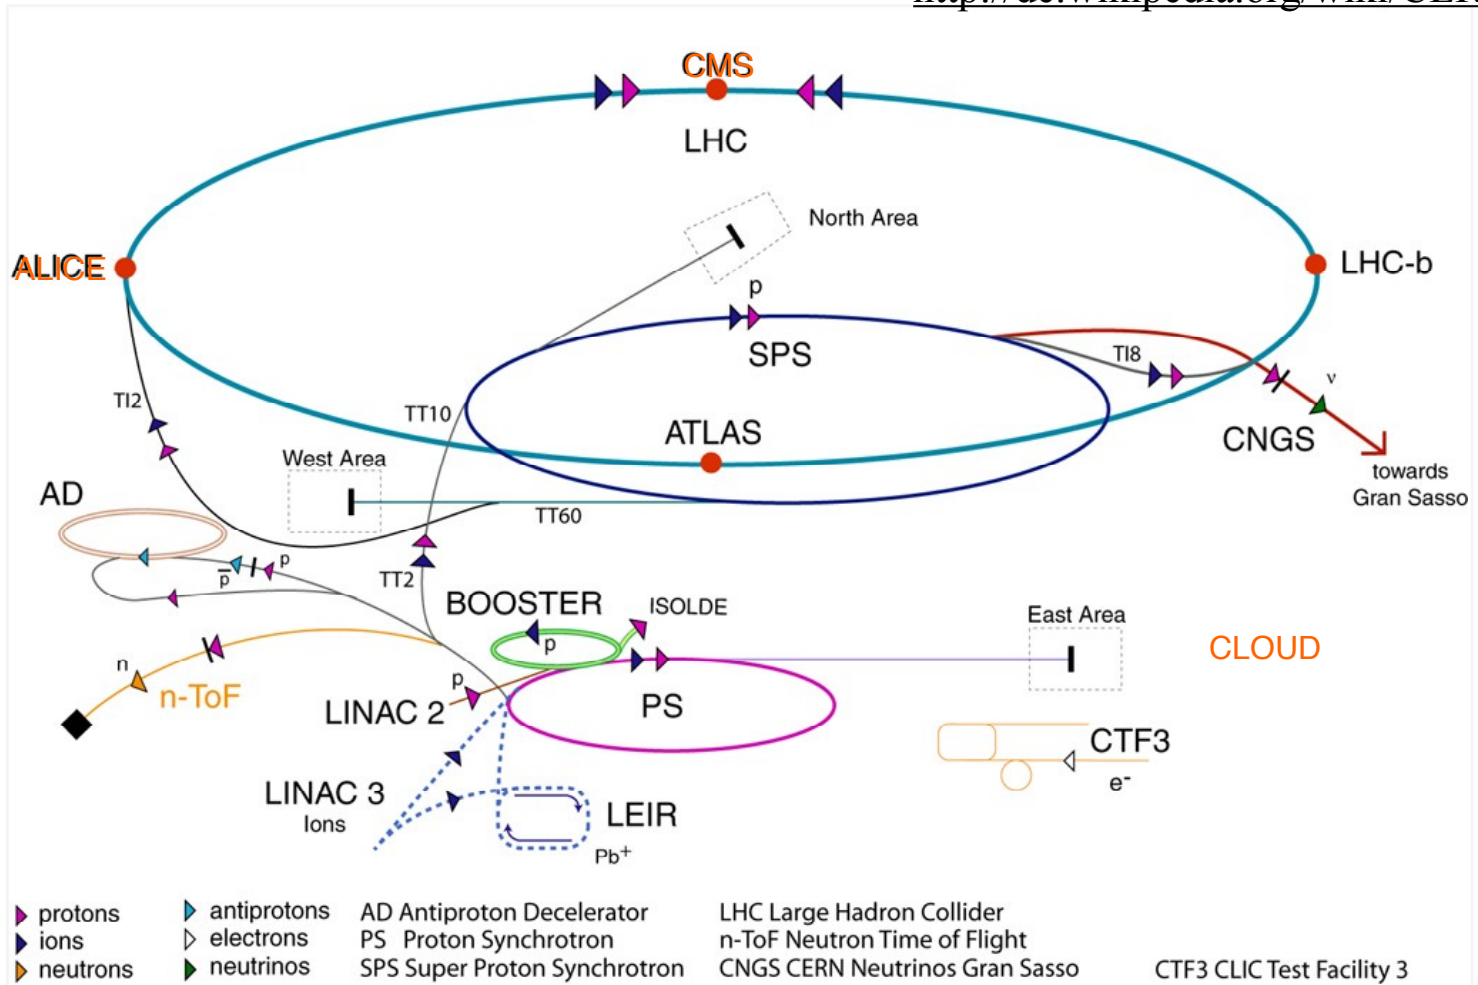 CMS
LHC
North Area
ALICE
LHC-b
p
SPS
TI8
ν
TI2
TT10
ATLAS
CNGS
West Area
towards
Gran Sasso
AD
TT60
p
p
TT2
BOOSTER
ISOLDE
East Area
p
CLOUD
n
p
n-ToF
LINAC 2
PS
CTF3
e-
LINAC 3
Ions
LEIR
Pb+
protons
antiprotons
AD Antiproton Decelerator
LHC Large Hadron Collider
ions
electrons
PS Proton Synchrotron
n-ToF Neutron Time of Flight
neutrons
neutrinos
SPS Super Proton Synchrotron
CNGS CERN Neutrinos Gran Sasso
CTF3 CLIC Test Facility 3